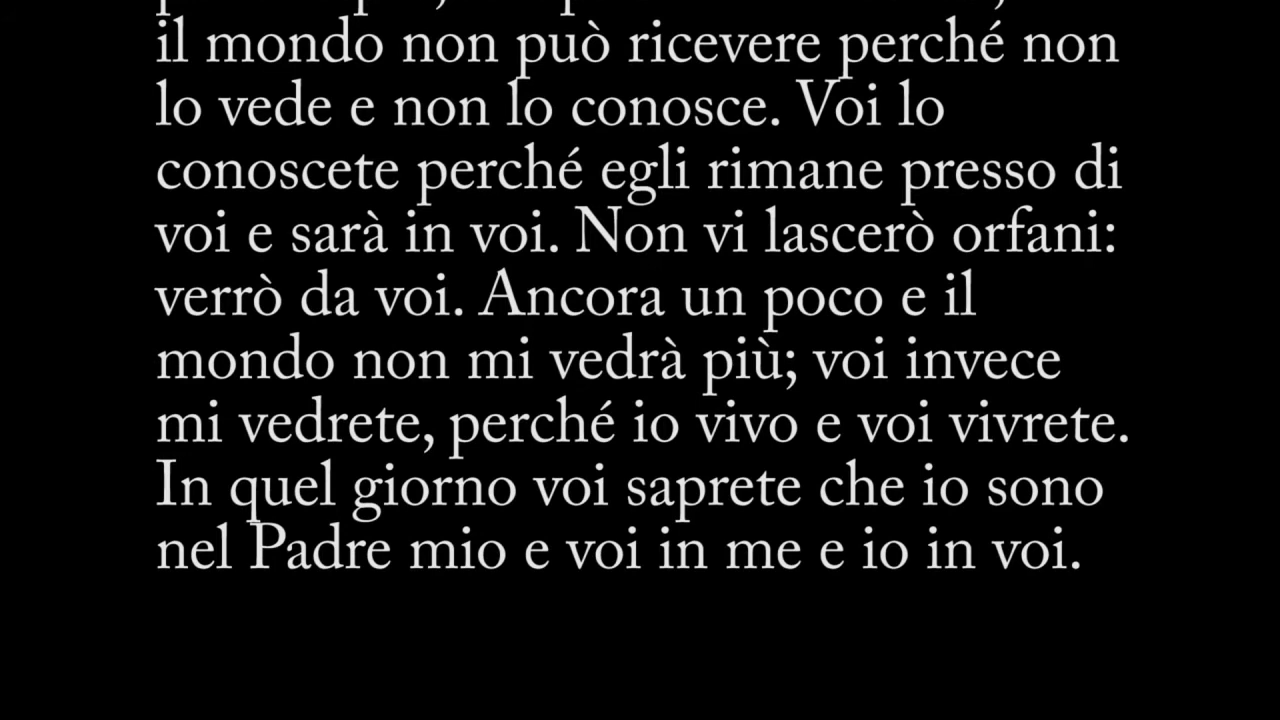 il mondo non può ricevere perché non
lo vede e non lo conosce. Voi lo
conoscete perché egli rimane presso di
voi e sarà in voi. Non vi lascerò orfani:
verrò da voi. Ancora un poco e il
mondo non mi vedrà più; voi invece
mi vedrete, perché io vivo e voi vivrete.
In quel giorno voi saprete che io sono
nel Padre mio e voi in me e io in voi.